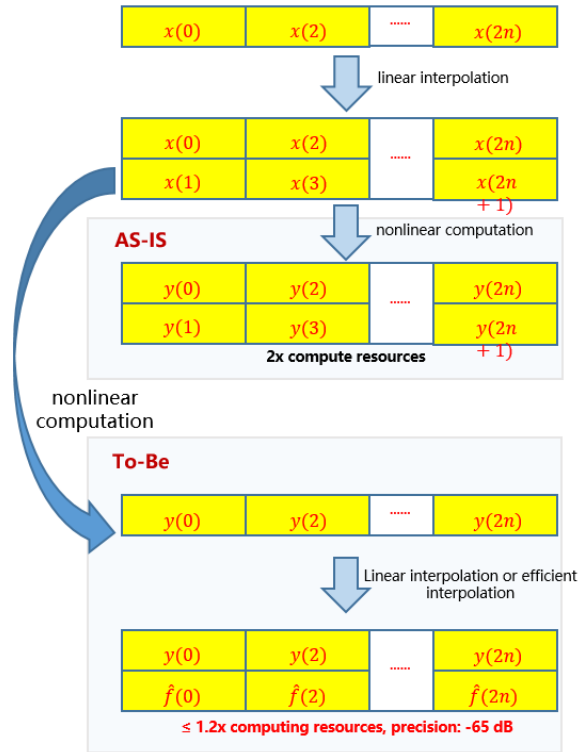 x(0) x(2) ...... x(2n)
linear interpolation
x(0) x(2) ...... x(2n)
x(1) x(3) x(2n
+ 1)
nonlinear computation
AS-IS
y(0) y(2) ...... y(2n)
y(1) y(3) y(2n
+ 1)
2x compute resources
nonlinear
computation
To-Be
y(0) y(2) ...... y(2n)
Linear interpolation or efficient
interpolation
y(0) y(2) ...... y(2n)
f̂(0) f̂(2) f̂(2n)
≤ 1.2x computing resources, precision: -65 dB